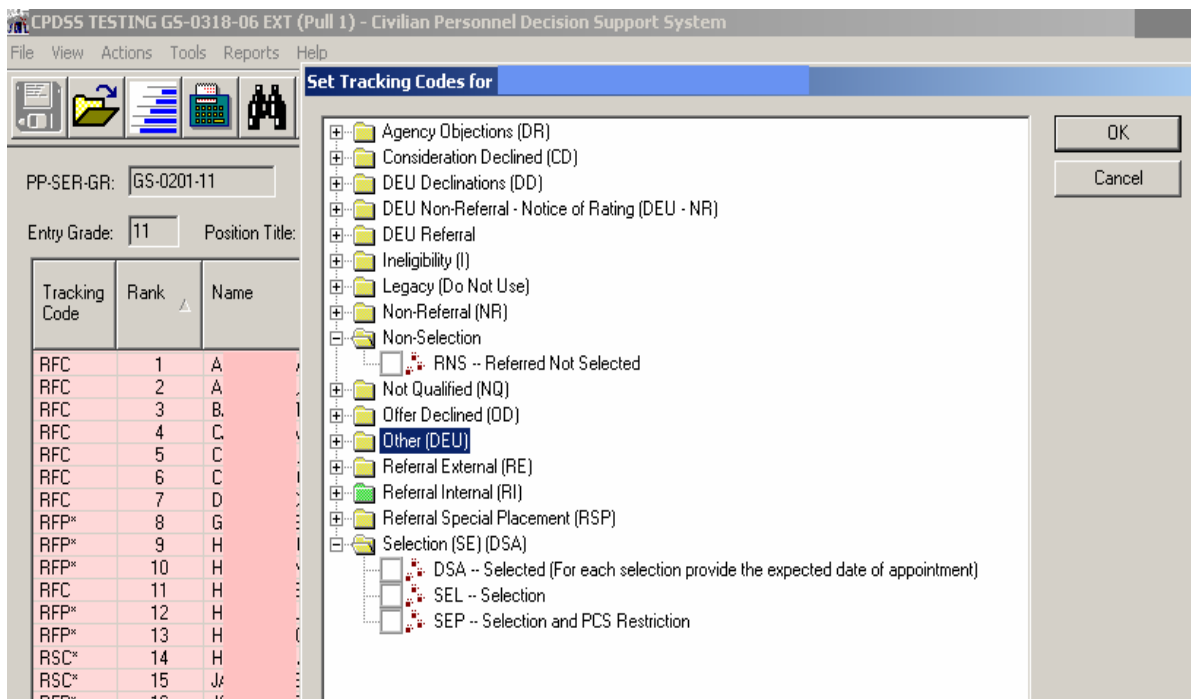 CPDSS TESTING GS-0318-06 EXT (Pull 1) - Civilian Personnel Decision Support System
File View Actions Tools Reports Help
Set Tracking Codes for
PP-SER-GR: GS-0201-11
Entry Grade: 11 Position Title:
Tracking Code Rank Name
RFC 1 A
RFC 2 A
RFC 3 B.
RFC 4 C
RFC 5 C
RFC 6 C
RFC 7 D
RFP* 8 G
RFP* 9 H
RFP* 10 H
RFC 11 H
RFP* 12 H
RFP* 13 H
RSC* 14 H
RSC* 15 JA
Agency Objections (DR)
Consideration Declined (CD)
DEU Declinations (DD)
DEU Non-Referral - Notice of Rating (DEU - NR)
DEU Referral
Ineligibility (I)
Legacy (Do Not Use)
Non-Referral (NR)
Non-Selection
RNS -- Referred Not Selected
Not Qualified (NQ)
Offer Declined (OD)
Other (DEU)
Referral External (RE)
Referral Internal (RI)
Referral Special Placement (RSP)
Selection (SE) (DSA)
DSA -- Selected (For each selection provide the expected date of appointment)
SEL -- Selection
SEP -- Selection and PCS Restriction
OK
Cancel